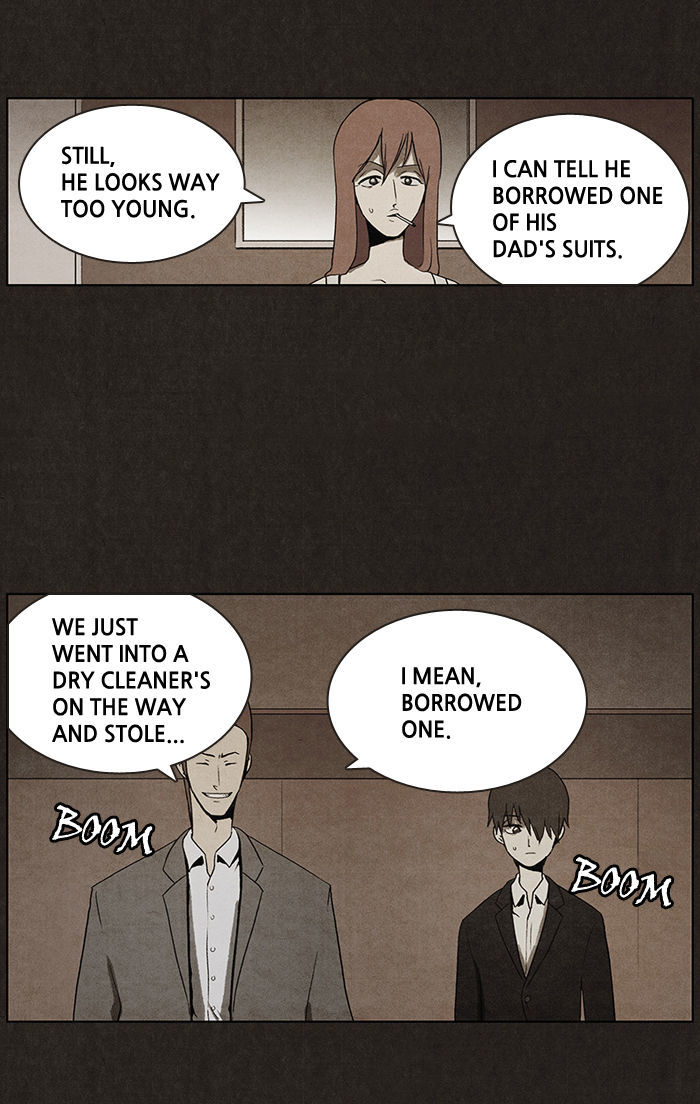 STILL,
HE LOOKS WAY
TOO YOUNG.
I CAN TELL HE
BORROWED ONE
OF HIS
DAD'S SUITS.
WE JUST
WENT INTO A
DRY CLEANER'S
ON THE WAY
AND STOLE...
I MEAN,
BORROWED
ONE.
BOOM
BOOM